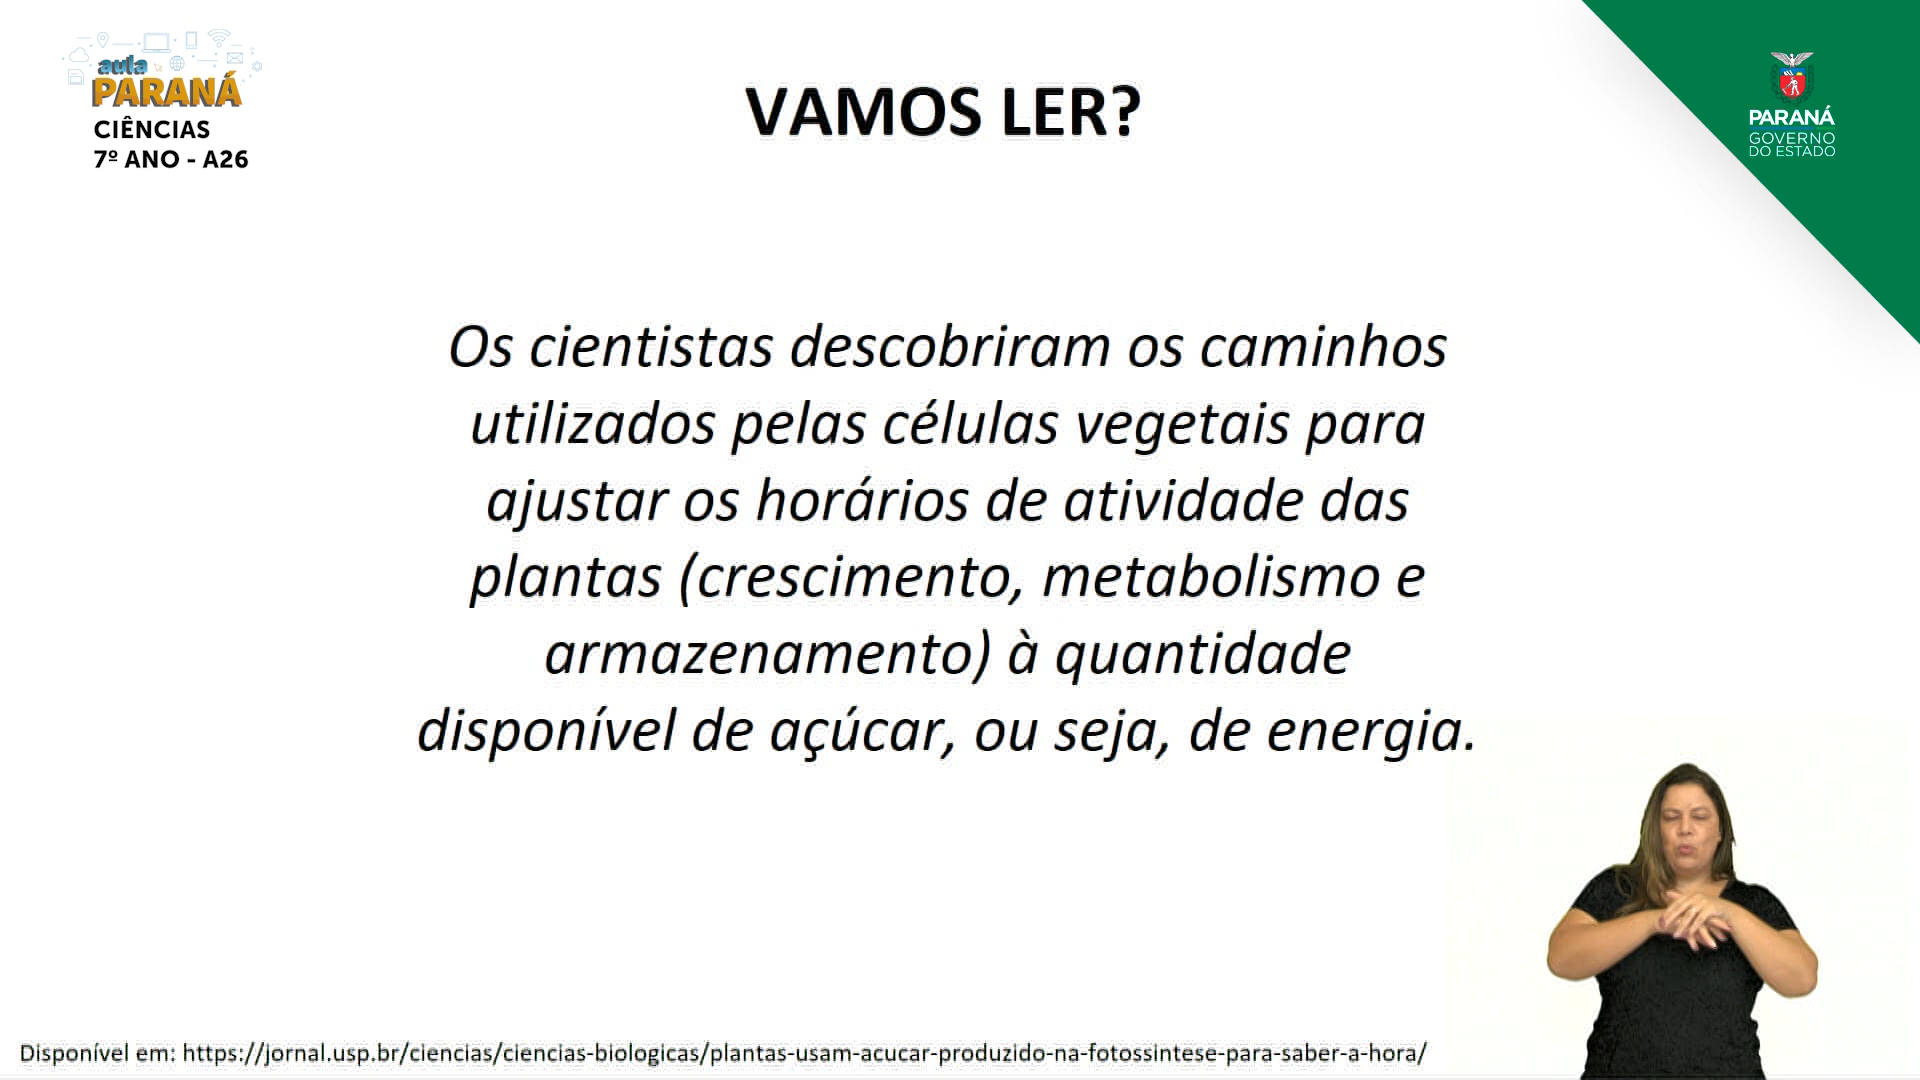 aula
PARANÁ
CIÊNCIAS
7º ANO - A26
VAMOS LER?
PARANÁ
GOVERNO
DO ESTADO
Os cientistas descobriram os caminhos
utilizados pelas células vegetais para
ajustar os horários de atividade das
plantas (crescimento, metabolismo e
armazenamento) à quantidade
disponível de açúcar, ou seja, de energia.
Disponível em: https://jornal.usp.br/ciencias/ciencias-biologicas/plantas-usam-acucar-produzido-na-fotossintese-para-saber-a-hora/